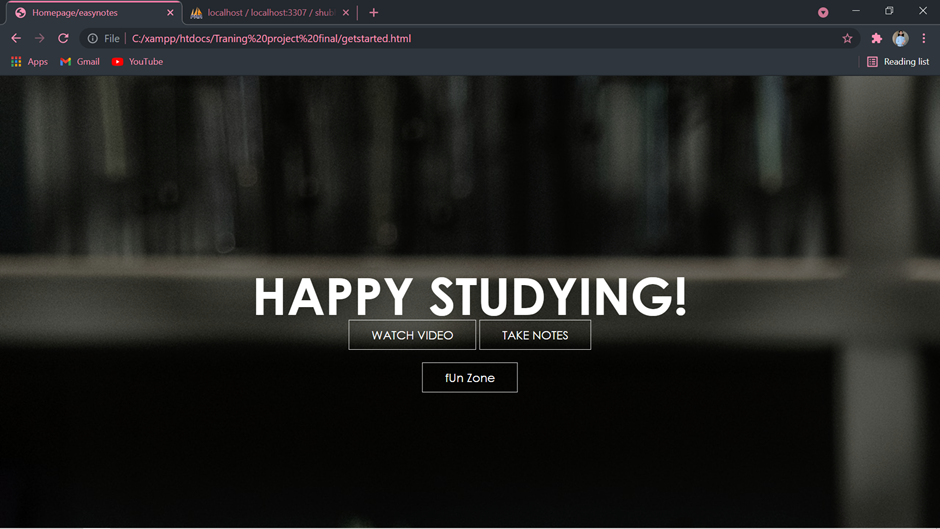 Homepage/easynotes
localhost / localhost:3307 / shub
File C:/xampp/htdocs/Traning%20project%20final/getstarted.html
Apps Gmail YouTube Reading list
HAPPY STUDYING!
WATCH VIDEO TAKE NOTES
fUn Zone